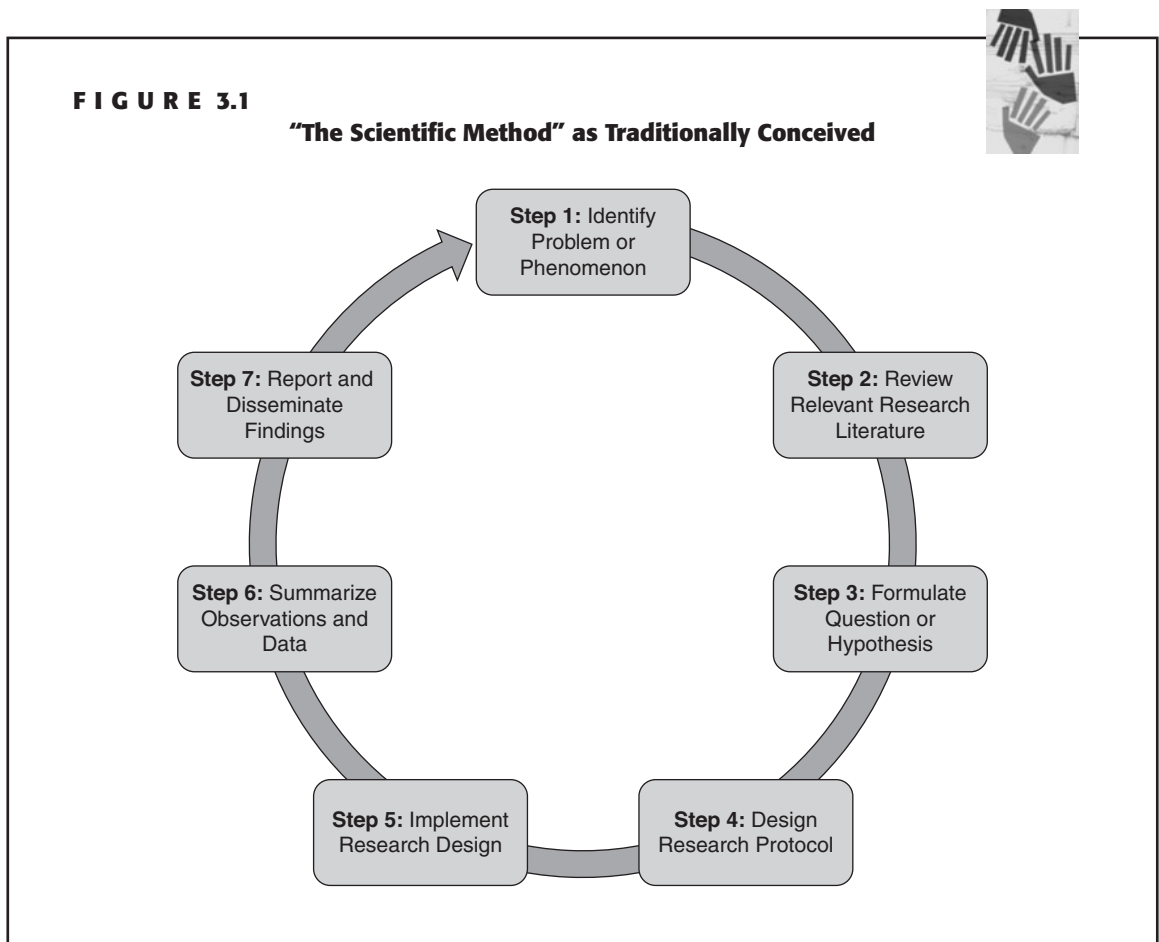 FIGURE 3.1
“The Scientific Method” as Traditionally Conceived
Step 1: Identify
Problem or
Phenomenon
Step 2: Review
Relevant Research
Literature
Step 3: Formulate
Question or
Hypothesis
Step 4: Design
Research Protocol
Step 5: Implement
Research Design
Step 6: Summarize
Observations and
Data
Step 7: Report and
Disseminate
Findings